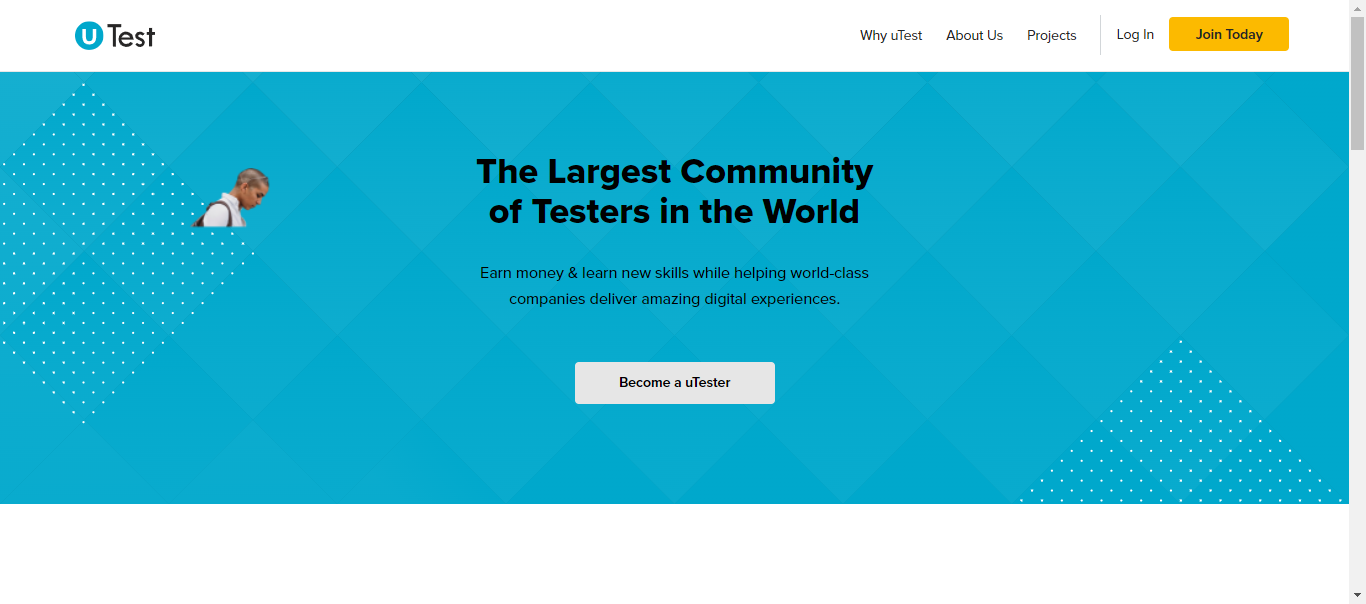 uTest
Why uTest
About Us
Projects
Log In
Join Today
The Largest Community
of Testers in the World
Earn money & learn new skills while helping world-class
companies deliver amazing digital experiences.
Become a uTester